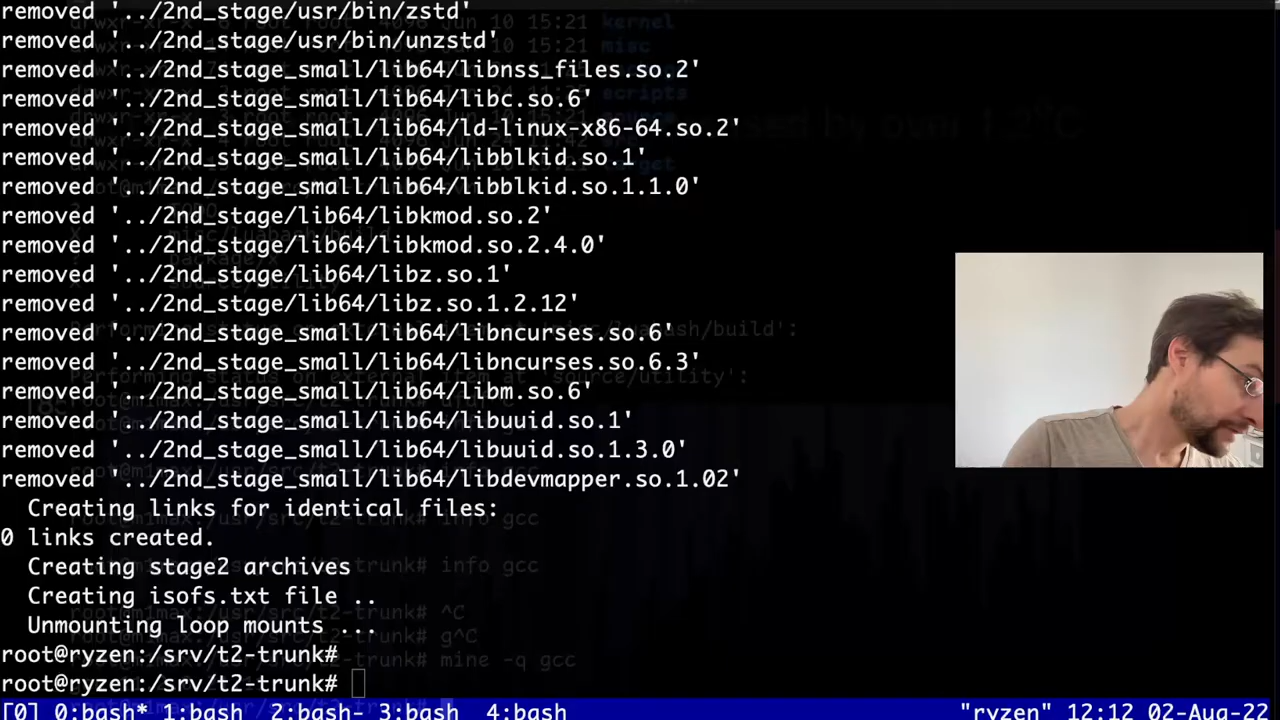 removed '../2nd_stage/usr/bin/zstd'
removed '../2nd_stage/usr/bin/unzstd'
removed '../2nd_stage_small/lib64/libnss_files.so.2'
removed '../2nd_stage_small/lib64/libc.so.6'
removed '../2nd_stage_small/lib64/ld-linux-x86-64.so.2'
removed '../2nd_stage_small/lib64/libblkid.so.1'
removed '../2nd_stage_small/lib64/libblkid.so.1.1.0'
removed '../2nd_stage/lib64/libkmod.so.2'
removed '../2nd_stage/lib64/libkmod.so.2.4.0'
removed '../2nd_stage/lib64/libz.so.1'
removed '../2nd_stage/lib64/libz.so.1.2.12'
removed '../2nd_stage_small/lib64/libncurses.so.6'
removed '../2nd_stage_small/lib64/libncurses.so.6.3'
removed '../2nd_stage_small/lib64/libm.so.6'
removed '../2nd_stage_small/lib64/libuuid.so.1'
removed '../2nd_stage_small/lib64/libuuid.so.1.3.0'
removed '../2nd_stage_small/lib64/libdevmapper.so.1.02'
Creating links for identical files:
0 links created.
Creating stage2 archives
Creating isofs.txt file ..
Unmounting loop mounts ...
root@ryzen:/srv/t2-trunk#
root@ryzen:/srv/t2-trunk#
[0] 0:bash* 1:bash 2:bash- 3:bash 4:bash "ryzen" 12:12 02-Aug-22